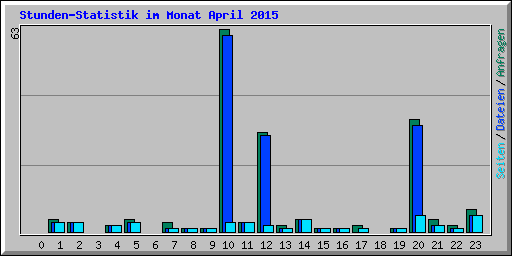 Stunden-Statistik im Monat April 2015
63
Seiten/Dateien/Anfragen
0 1 2 3 4 5 6 7 8 9 10 11 12 13 14 15 16 17 18 19 20 21 22 23